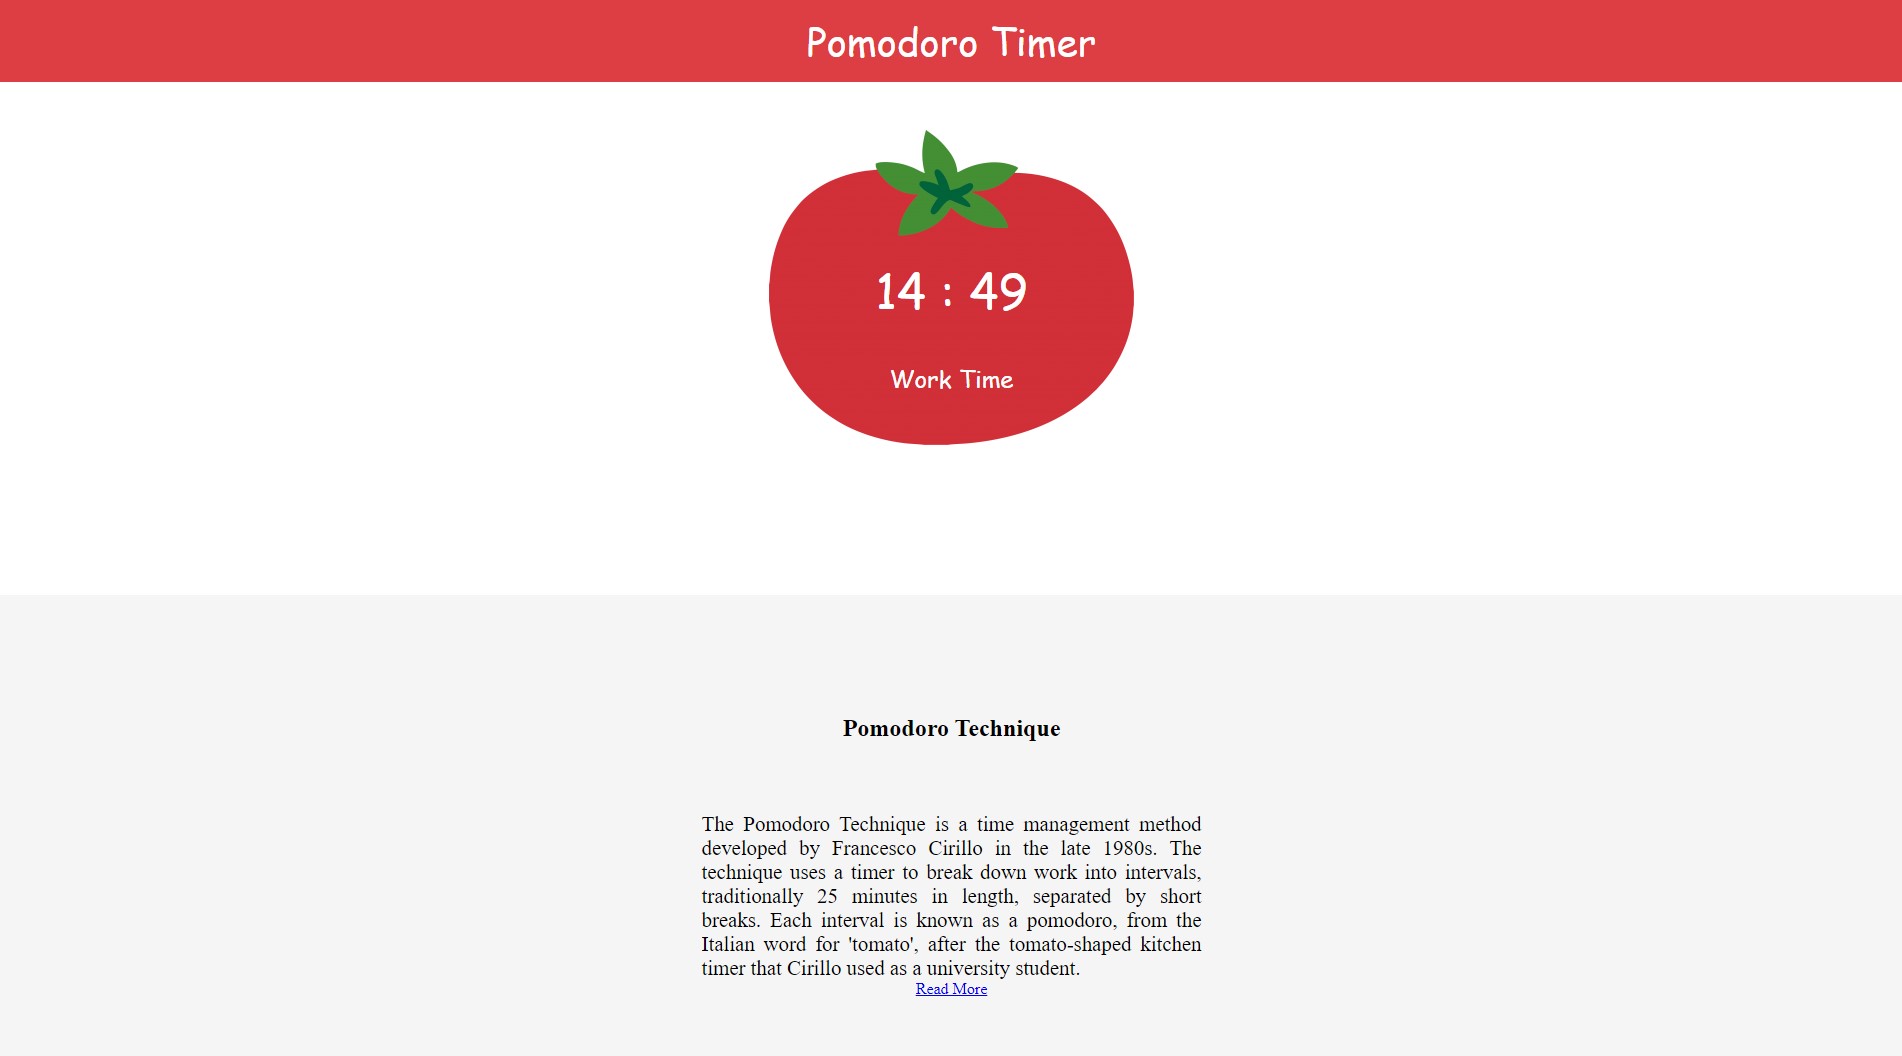 Pomodoro Timer
14 : 49
Work Time
Pomodoro Technique
The Pomodoro Technique is a time management method
developed by Francesco Cirillo in the late 1980s. The
technique uses a timer to break down work into intervals,
traditionally 25 minutes in length, separated by short
breaks. Each interval is known as a pomodoro, from the
Italian word for 'tomato', after the tomato-shaped kitchen
timer that Cirillo used as a university student.
Read More